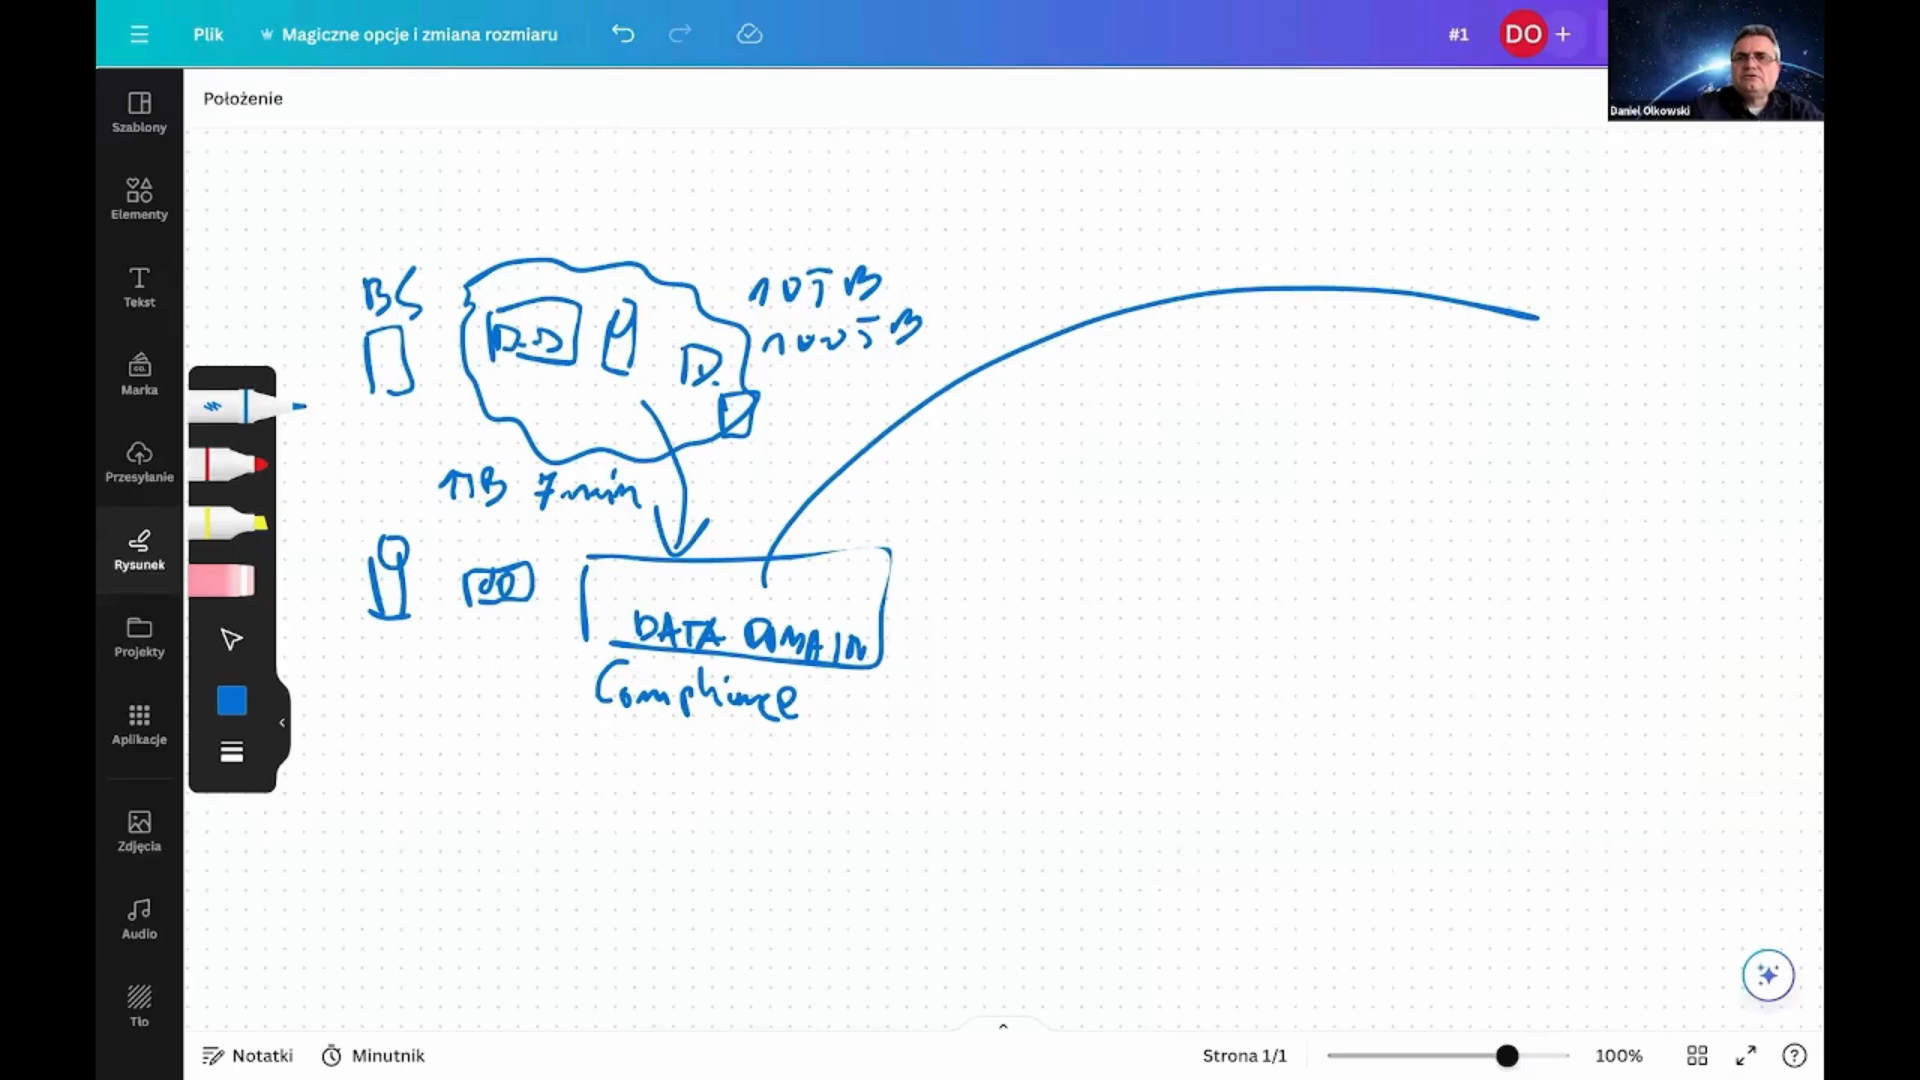 Plik
Magiczne opcje i zmiana rozmiaru
#1
DO
+
Daniel Olkowski
Położenie
Szablony
Elementy
Tekst
Marka
Przesyłanie
Rysunek
Projekty
Aplikacje
Zdjęcia
Audio
Tło
CO.
BS
10TB
100TB
D.D
D.
1TB 7min
DATA DOMAIN
Compliance
Notatki
Minutnik
Strona 1/1
100%
?